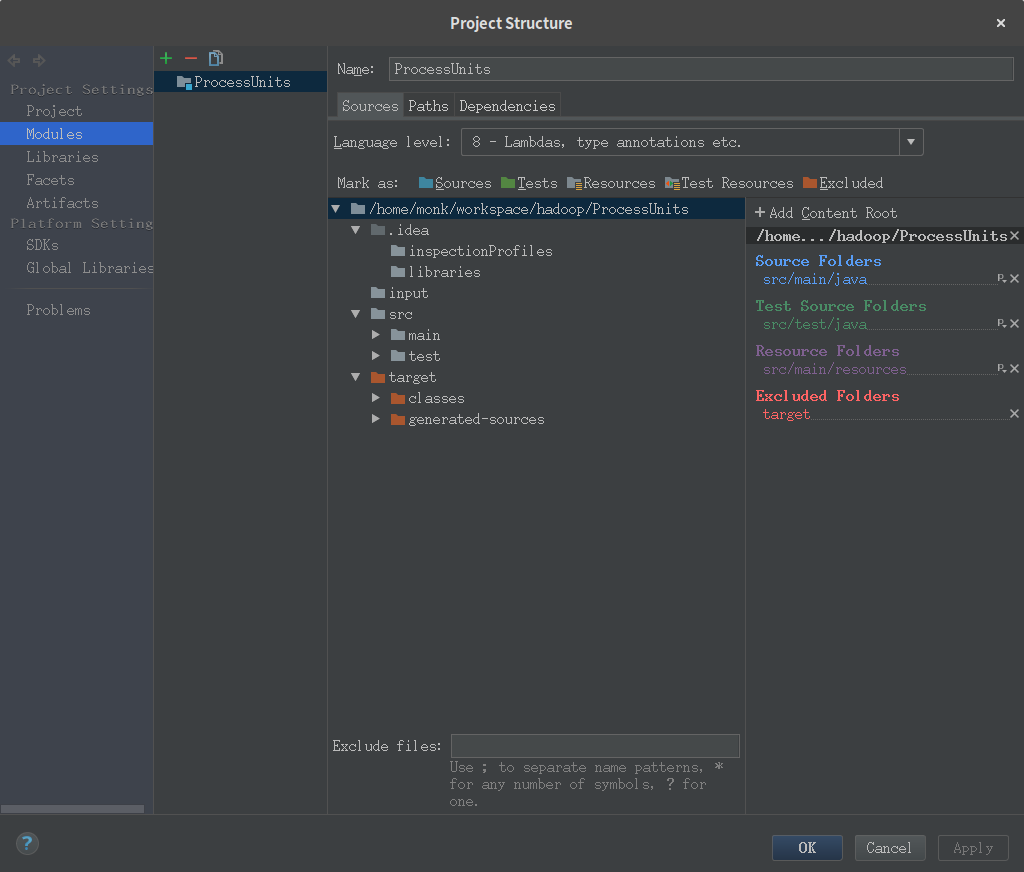 Project Structure
Project Settings
Project
Modules
Libraries
Facets
Artifacts
Platform Setting
SDKs
Global Libraries
Problems
ProcessUnits
Name: ProcessUnits
Sources Paths Dependencies
Language level: 8 - Lambdas, type annotations etc.
Mark as: Sources Tests Resources Test Resources Excluded
/home/monk/workspace/hadoop/ProcessUnits
.idea
inspectionProfiles
libraries
input
src
main
test
target
classes
generated-sources
+ Add Content Root
/home.../hadoop/ProcessUnits
Source Folders
src/main/java
Test Source Folders
src/test/java
Resource Folders
src/main/resources
Excluded Folders
target
Exclude files:
Use ; to separate name patterns, *
for any number of symbols, ? for
one.
?
OK Cancel Apply